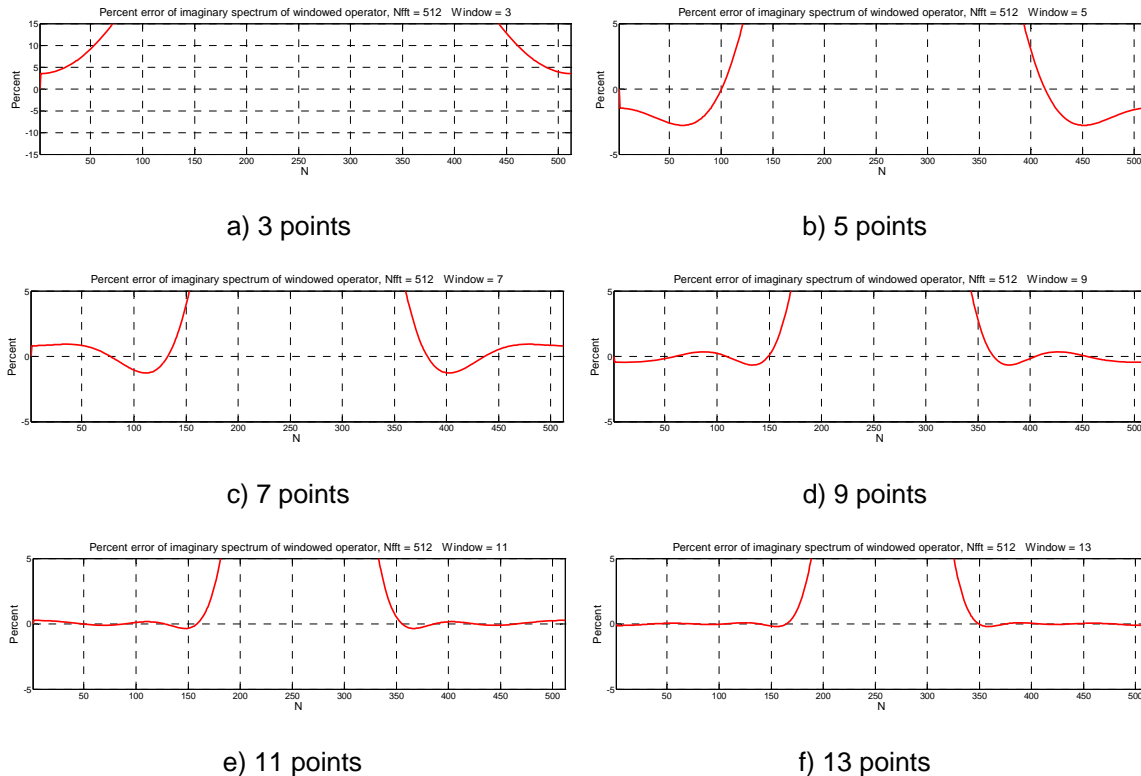 Percent error of imaginary spectrum of windowed operator, Nfft = 512 Window = 3
Percent
15
10
5
0
-5
-10
-15
50 100 150 200 250 300 350 400 450 500
N
a) 3 points
Percent error of imaginary spectrum of windowed operator, Nfft = 512 Window = 5
Percent
5
0
-5
50 100 150 200 250 300 350 400 450 500
N
b) 5 points
Percent error of imaginary spectrum of windowed operator, Nfft = 512 Window = 7
Percent
5
0
-5
50 100 150 200 250 300 350 400 450 500
N
c) 7 points
Percent error of imaginary spectrum of windowed operator, Nfft = 512 Window = 9
Percent
5
0
-5
50 100 150 200 250 300 350 400 450 500
N
d) 9 points
Percent error of imaginary spectrum of windowed operator, Nfft = 512 Window = 11
Percent
5
0
-5
50 100 150 200 250 300 350 400 450 500
N
e) 11 points
Percent error of imaginary spectrum of windowed operator, Nfft = 512 Window = 13
Percent
5
0
-5
50 100 150 200 250 300 350 400 450 500
N
f) 13 points